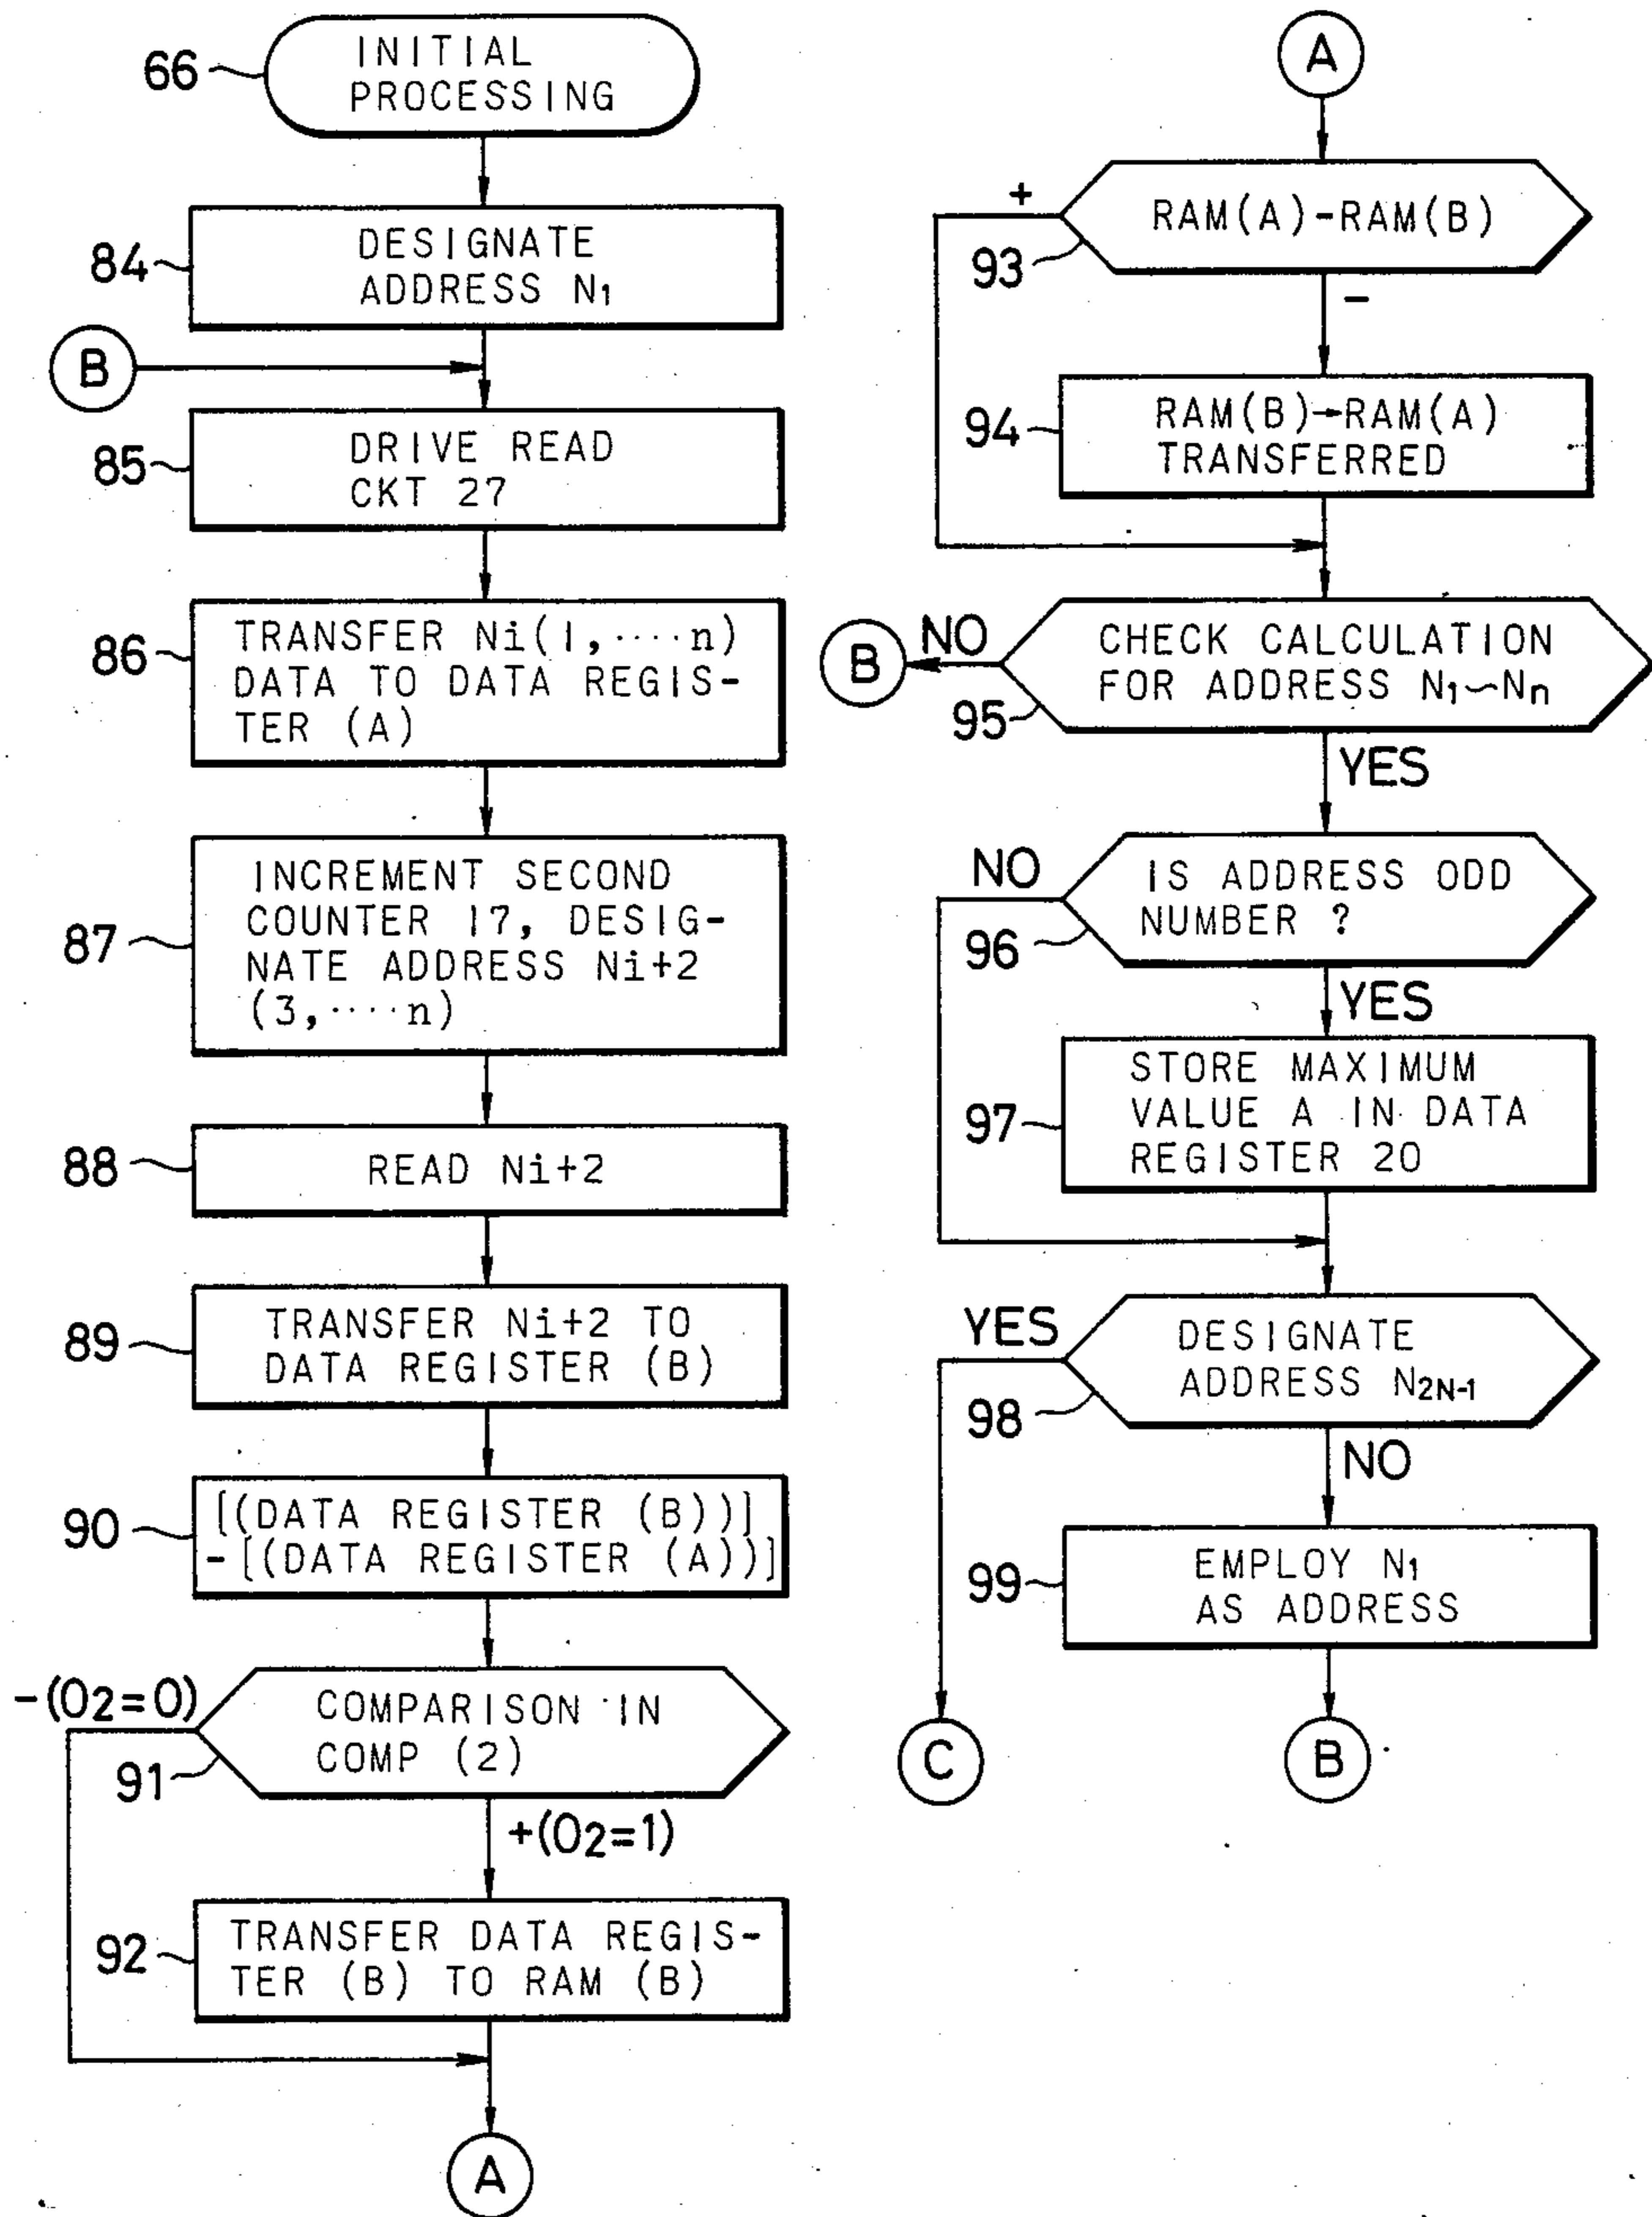 66
INITIAL
PROCESSING
84
DESIGNATE
ADDRESS N1
B
85
DRIVE READ
CKT 27
86
TRANSFER Ni(1,····n)
DATA TO DATA REGIS-
TER (A)
87
INCREMENT SECOND
COUNTER 17, DESIG-
NATE ADDRESS Ni+2
(3,····n)
88
READ Ni+2
89
TRANSFER Ni+2 TO
DATA REGISTER (B)
90
[(DATA REGISTER (B))]
-[(DATA REGISTER (A))]
-(O2=0)
91
COMPARISON IN
COMP (2)
+(O2=1)
92
TRANSFER DATA REGIS-
TER (B) TO RAM (B)
A
A
+
93
RAM(A)-RAM(B)
-
94
RAM(B)→RAM(A)
TRANSFERRED
B
NO
95
CHECK CALCULATION
FOR ADDRESS N1~Nn
YES
NO
96
IS ADDRESS ODD
NUMBER ?
YES
97
STORE MAXIMUM
VALUE A IN DATA
REGISTER 20
YES
98
DESIGNATE
ADDRESS N2N-1
NO
99
EMPLOY N1
AS ADDRESS
C
B